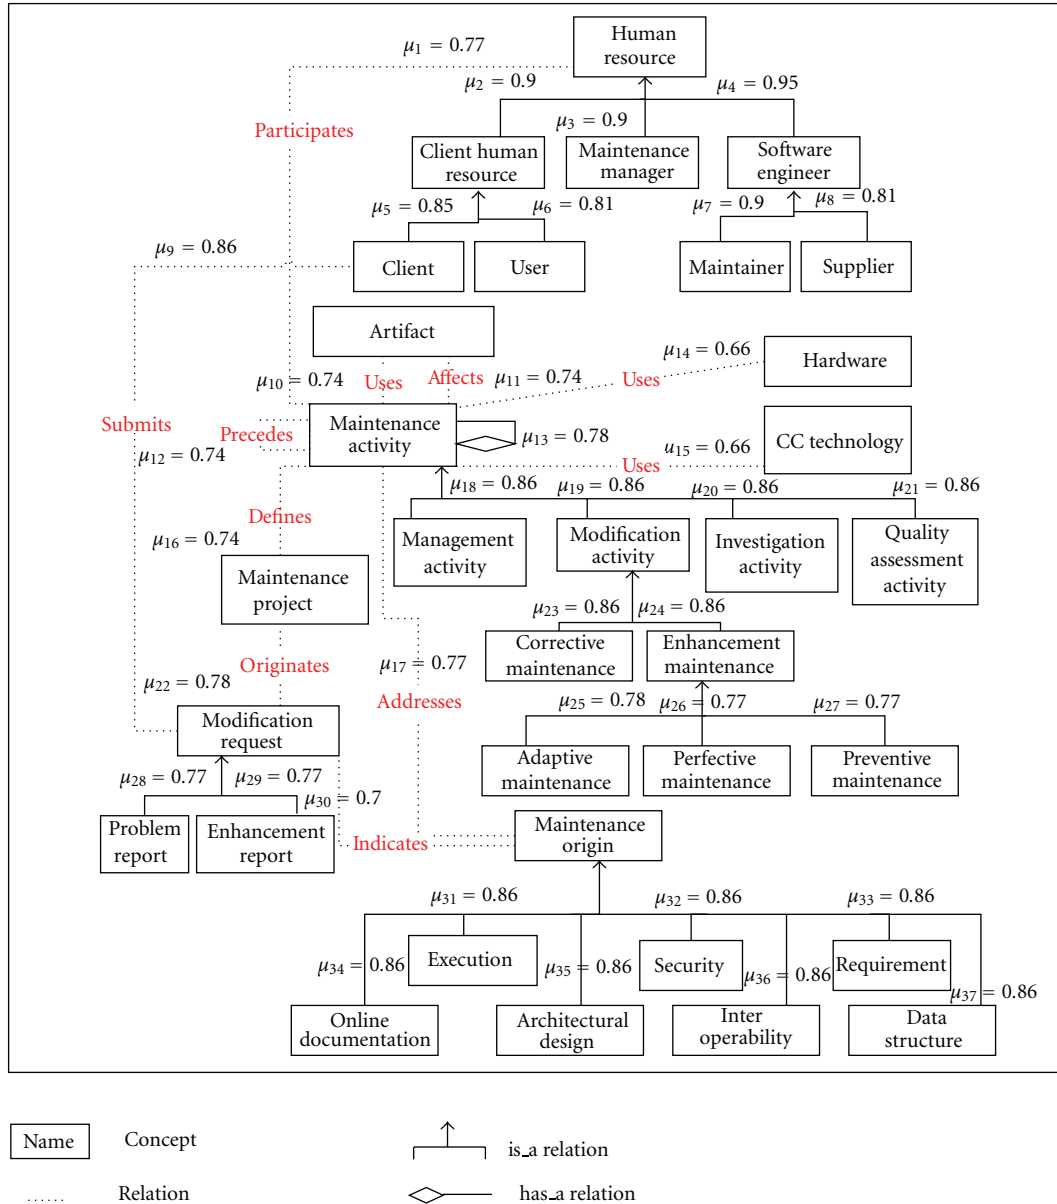 Human
resource
μ1 = 0.77
μ2 = 0.9
μ4 = 0.95
μ3 = 0.9
Participates
Client human
resource
Maintenance
manager
Software
engineer
μ5 = 0.85
μ6 = 0.81
μ7 = 0.9
μ8 = 0.81
μ9 = 0.86
Client
User
Maintainer
Supplier
Artifact
μ14 = 0.66
Hardware
μ10 = 0.74
Uses
Affects
μ11 = 0.74
Uses
Submits
Precedes
Maintenance
activity
μ13 = 0.78
u15 = 0.66
CC technology
μ12 = 0.74
Uses
μ18 = 0.86
μ19 = 0.86
μ20 = 0.86
μ21 = 0.86
Defines
μ16 = 0.74
Management
activity
Modification
activity
Investigation
activity
Quality
assessment
activity
Maintenance
project
μ23 = 0.86
μ24 = 0.86
Originates
μ17 = 0.77
Corrective
maintenance
Enhancement
maintenance
μ22 = 0.78
Addresses
μ25 = 0.78
μ26 = 0.77
μ27 = 0.77
Modification
request
Adaptive
maintenance
Perfective
maintenance
Preventive
maintenance
μ28 = 0.77
μ29 = 0.77
μ30 = 0.7
Problem
report
Enhancement
report
Indicates
Maintenance
origin
μ31 = 0.86
μ32 = 0.86
μ33 = 0.86
μ34 = 0.86
Execution
μ35 = 0.86
Security
μ36 = 0.86
Requirement
μ37 = 0.86
Online
documentation
Architectural
design
Inter
operability
Data
structure
Name
Concept
is_a relation
Relation
has_a relation